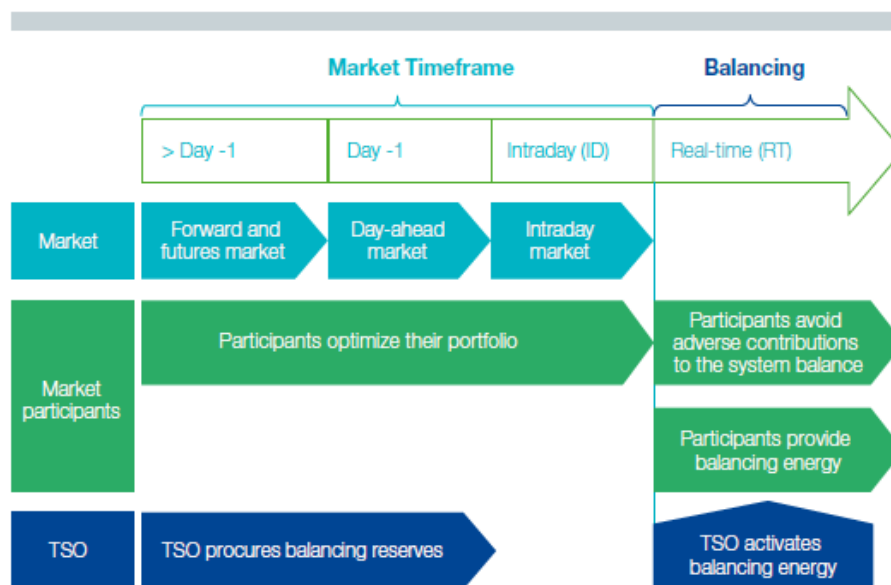 Market Timeframe
Balancing
> Day -1
Day -1
Intraday (ID)
Real-time (RT)
Market
Forward and
futures market
Day-ahead
market
Intraday
market
Market
participants
Participants optimize their portfolio
Participants avoid
adverse contributions
to the system balance
Participants provide
balancing energy
TSO
TSO procures balancing reserves
TSO activates
balancing energy